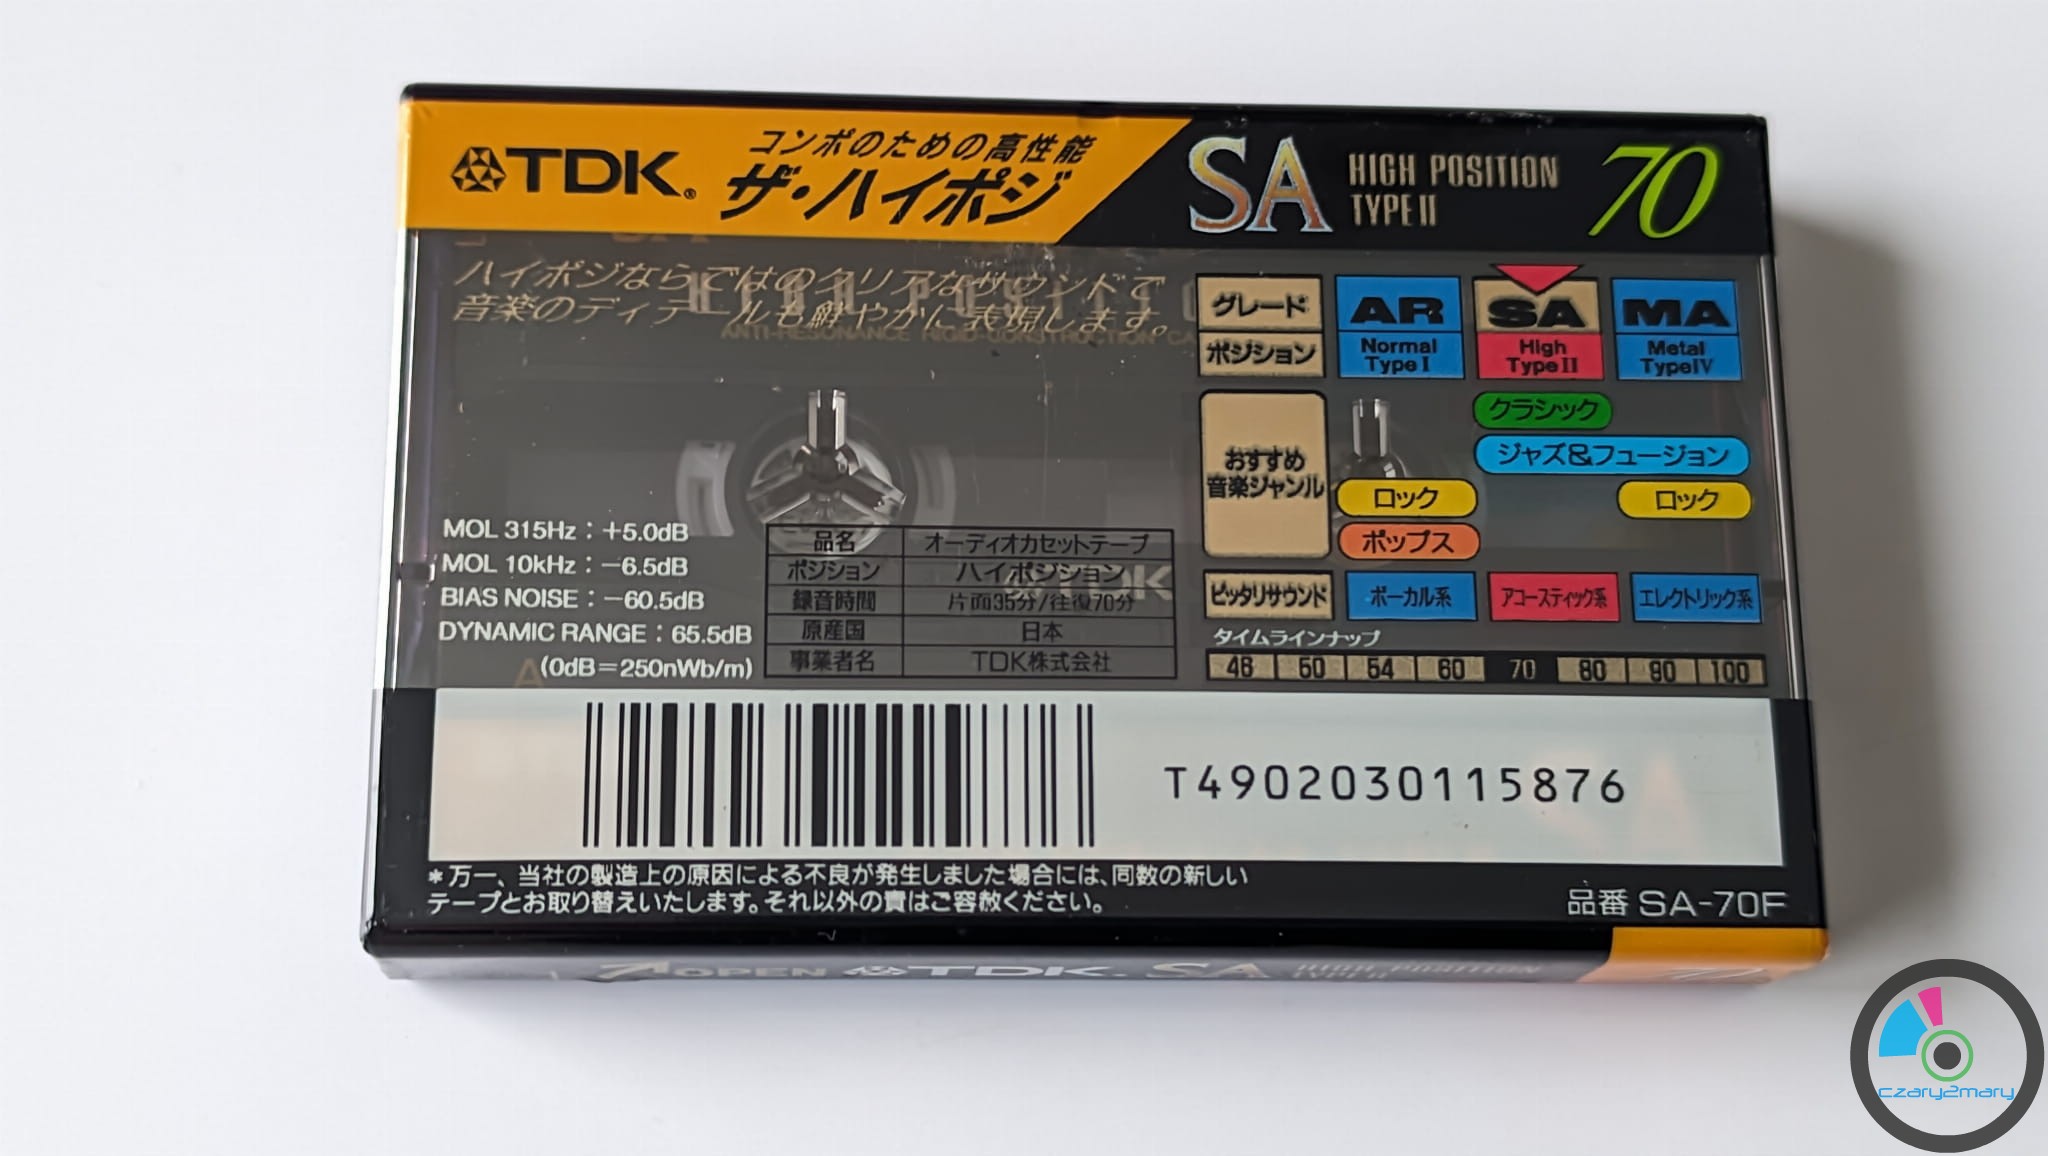 TDK®
コンポのための高性能
ザ・ハイポジ
SA
HIGH POSITION
TYPE II
70
ハイポジならではのクリアなサウンドで
音楽のディテールも鮮やかに表現します。
ANTI-RESONANCE RIGID-CONSTRUCTION CA
グレード AR SA MA
ポジション Normal TypeⅠ High TypeⅡ Metal TypeⅣ
おすすめ
音楽ジャンル
クラシック
ジャズ&フュージョン
ロック ロック
ポップス
ピッタリサウンド ボーカル系 アコースティック系 エレクトリック系
タイムラインナップ
46 50 54 60 70 80 90 100
MOL 315Hz：+5.0dB
MOL 10kHz：−6.5dB
BIAS NOISE：−60.5dB
DYNAMIC RANGE：65.5dB
(0dB=250nWb/m)
品名 オーディオカセットテープ
ポジション ハイポジション
録音時間 片面35分/往復70分
原産国 日本
事業者名 TDK株式会社
TDK
T4902030115876
*万一、当社の製造上の原因による不良が発生しました場合には、同数の新しい
テープとお取り替えいたします。それ以外の責はご容赦ください。
品番 SA-70F
OPEN TDK. SA HIGH POSITION TYPE II 70
czary2mary